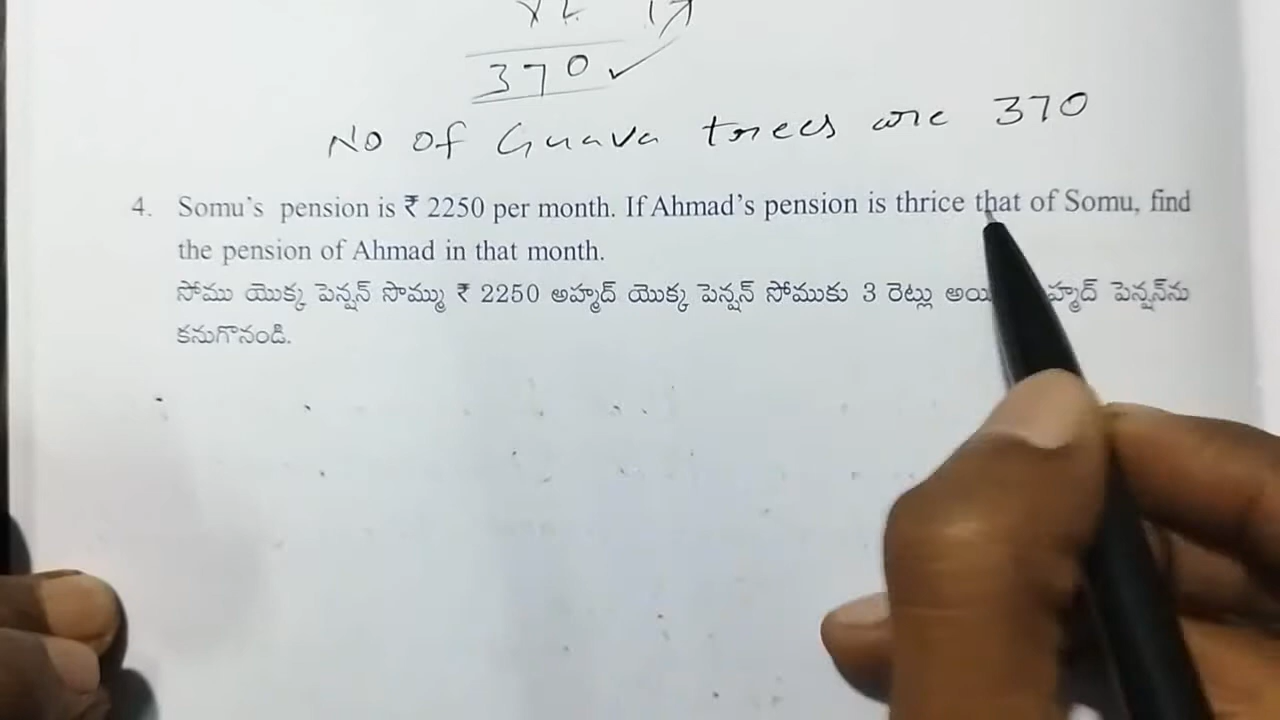 370 ✓
No of Guava trees are 370
4. Somu's pension is ₹ 2250 per month. If Ahmad's pension is thrice that of Somu, find
the pension of Ahmad in that month.
సోము యొక్క పెన్షన్ సొమ్ము ₹ 2250 అహ్మద్ యొక్క పెన్షన్ సోముకు 3 రెట్లు పెన్షన్‌ను
కనుగొనండి.